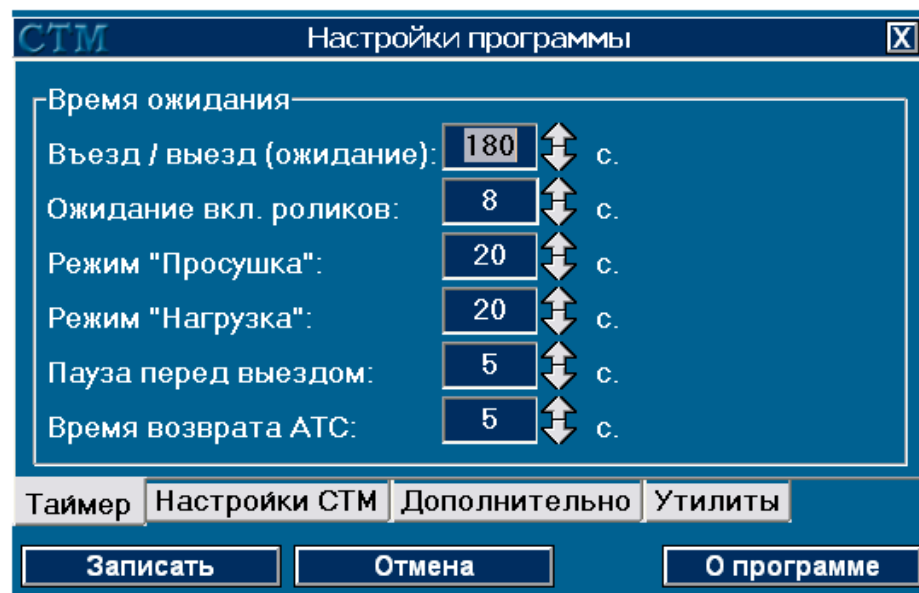 СТМ Настройки программы X
Время ожидания
Въезд / выезд (ожидание): 180 с.
Ожидание вкл. роликов: 8 с.
Режим "Просушка": 20 с.
Режим "Нагрузка": 20 с.
Пауза перед выездом: 5 с.
Время возврата АТС: 5 с.
Таймер Настройки СТМ Дополнительно Утилиты
Записать Отмена О программе